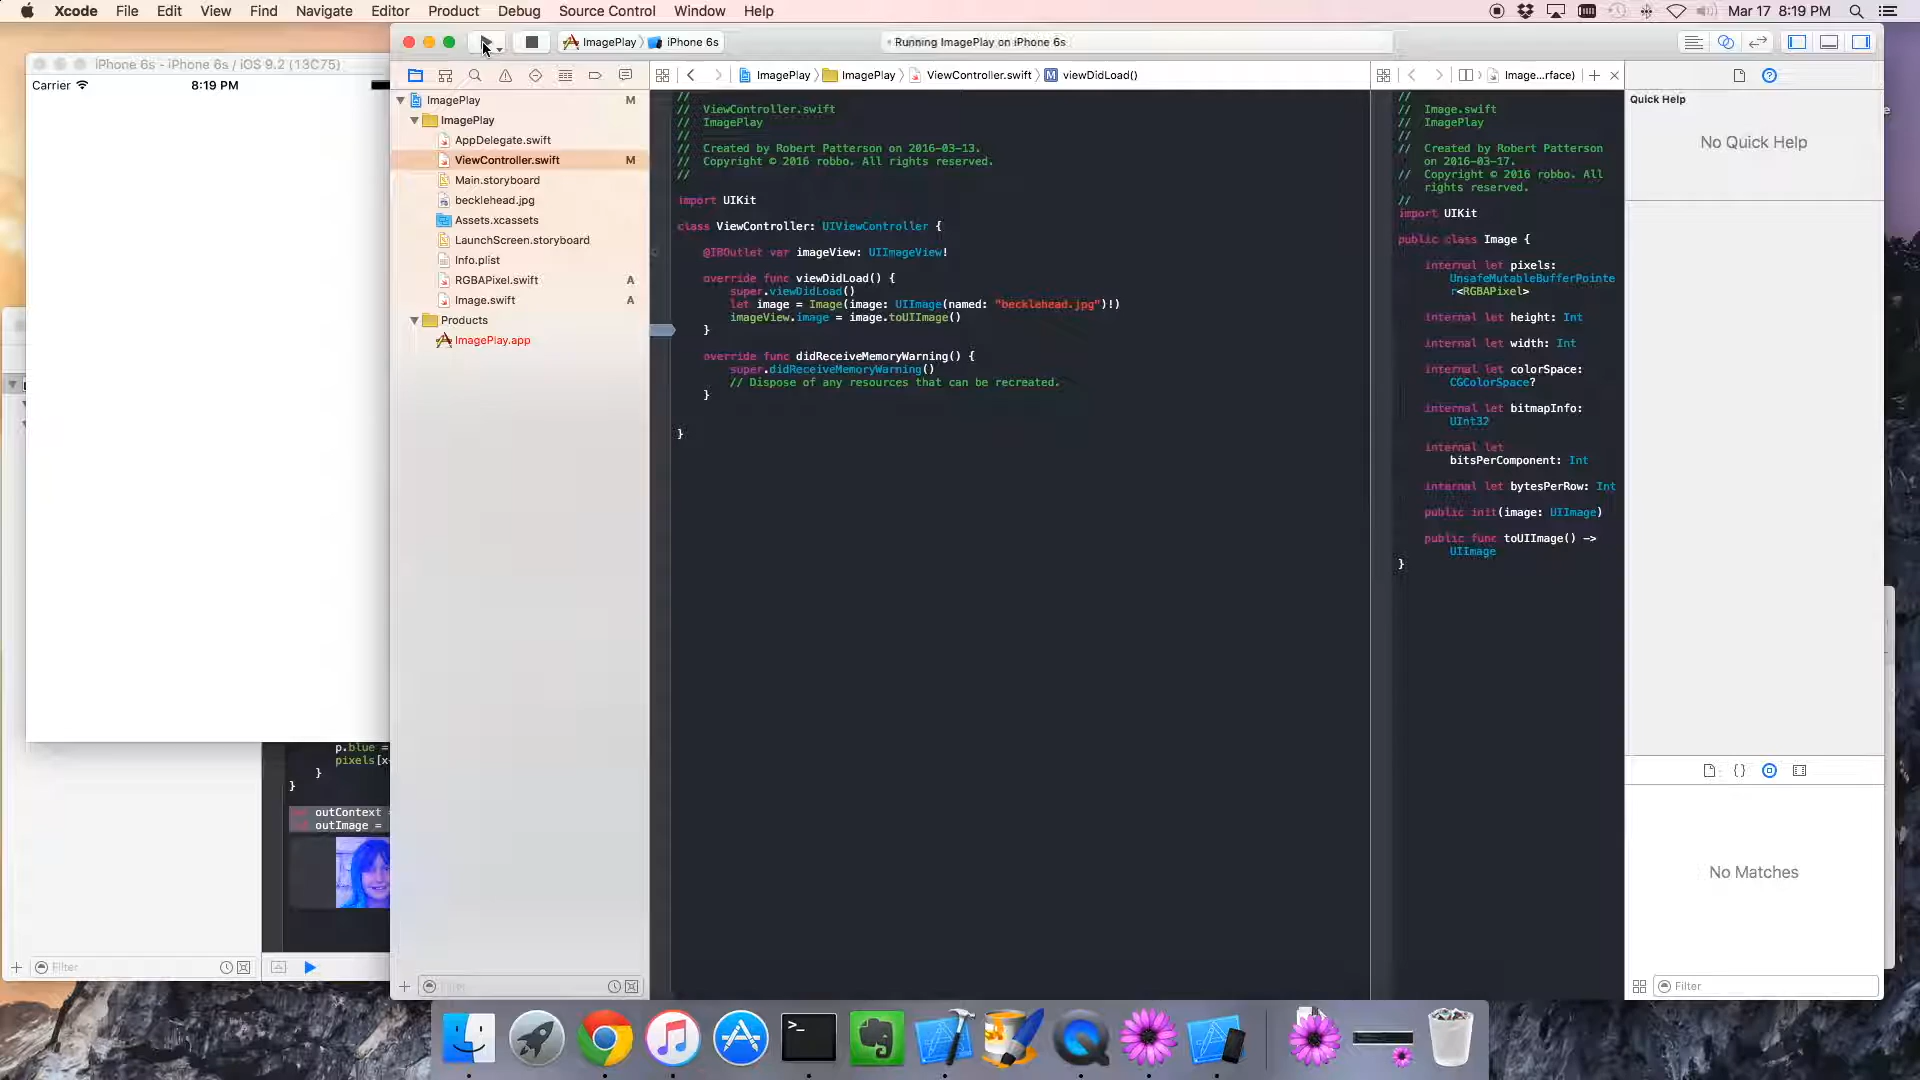 Xcode File Edit View Find Navigate Editor Product Debug Source Control Window Help
Mar 17 8:19 PM
iPhone 6s - iPhone 6s / iOS 9.2 (13C75)
Carrier
8:19 PM
ImagePlay iPhone 6s
Running ImagePlay on iPhone 6s
ImagePlay ImagePlay ViewController.swift M viewDidLoad()
Image...rface)
ImagePlay M
ImagePlay
AppDelegate.swift
ViewController.swift M
Main.storyboard
becklehead.jpg
Assets.xcassets
LaunchScreen.storyboard
Info.plist
RGBAPixel.swift A
Image.swift A
Products
ImagePlay.app
//
// ViewController.swift
// ImagePlay
//
// Created by Robert Patterson on 2016-03-13.
// Copyright © 2016 robbo. All rights reserved.
//
import UIKit
class ViewController: UIViewController {
@IBOutlet var imageView: UIImageView!
override func viewDidLoad() {
super.viewDidLoad()
let image = Image(image: UIImage(named: "becklehead.jpg")!)
imageView.image = image.toUIImage()
}
override func didReceiveMemoryWarning() {
super.didReceiveMemoryWarning()
// Dispose of any resources that can be recreated.
}
}
//
// Image.swift
// ImagePlay
//
// Created by Robert Patterson
on 2016-03-17.
// Copyright © 2016 robbo. All
rights reserved.
//
import UIKit
public class Image {
internal let pixels:
UnsafeMutableBufferPointe
r<RGBAPixel>
internal let height: Int
internal let width: Int
internal let colorSpace:
CGColorSpace?
internal let bitmapInfo:
UInt32
internal let
bitsPerComponent: Int
internal let bytesPerRow: Int
public init(image: UIImage)
public func toUIImage() ->
UIImage
}
Quick Help
No Quick Help
{}
No Matches
Filter
p.blue =
pixels[x
}
}
outContext =
outImage =
Filter
Filter